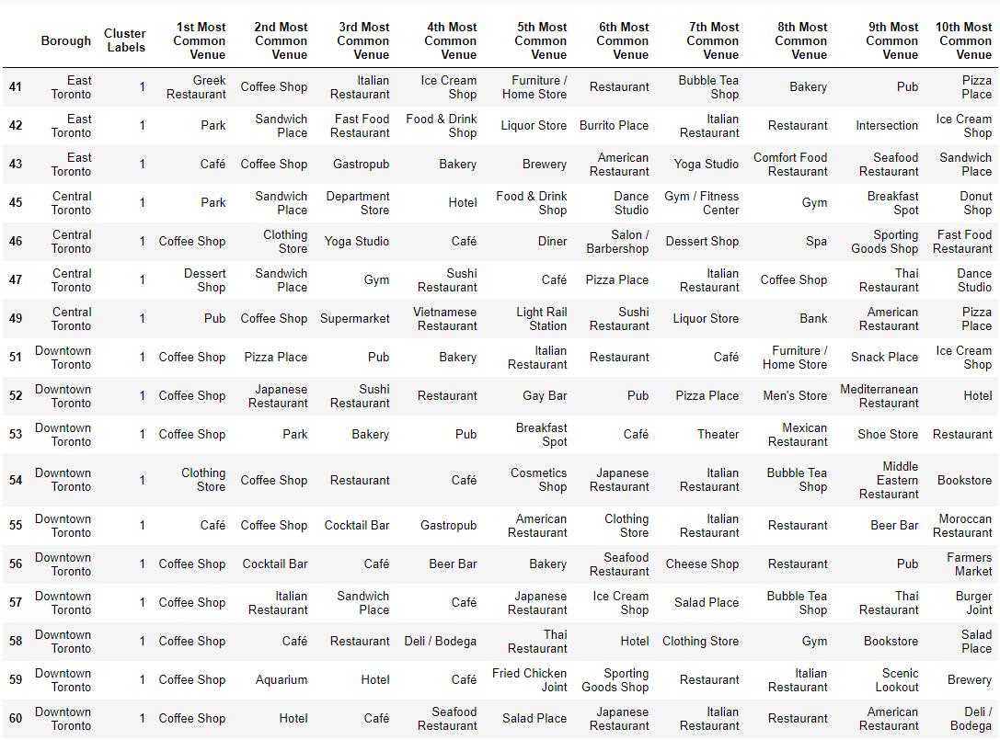 Borough Cluster Labels 1st Most Common Venue 2nd Most Common Venue 3rd Most Common Venue 4th Most Common Venue 5th Most Common Venue 6th Most Common Venue 7th Most Common Venue 8th Most Common Venue 9th Most Common Venue 10th Most Common Venue
41 East Toronto 1 Greek Restaurant Coffee Shop Italian Restaurant Ice Cream Shop Furniture / Home Store Restaurant Bubble Tea Shop Bakery Pub Pizza Place
42 East Toronto 1 Park Sandwich Place Fast Food Restaurant Food & Drink Shop Liquor Store Burrito Place Italian Restaurant Restaurant Intersection Ice Cream Shop
43 East Toronto 1 Café Coffee Shop Gastropub Bakery Brewery American Restaurant Yoga Studio Comfort Food Restaurant Seafood Restaurant Sandwich Place
45 Central Toronto 1 Park Sandwich Place Department Store Hotel Food & Drink Shop Dance Studio Gym / Fitness Center Gym Breakfast Spot Donut Shop
46 Central Toronto 1 Coffee Shop Clothing Store Yoga Studio Café Diner Salon / Barbershop Dessert Shop Spa Sporting Goods Shop Fast Food Restaurant
47 Central Toronto 1 Dessert Shop Sandwich Place Gym Sushi Restaurant Café Pizza Place Italian Restaurant Coffee Shop Thai Restaurant Dance Studio
49 Central Toronto 1 Pub Coffee Shop Supermarket Vietnamese Restaurant Light Rail Station Sushi Restaurant Liquor Store Bank American Restaurant Pizza Place
51 Downtown Toronto 1 Coffee Shop Pizza Place Pub Bakery Italian Restaurant Restaurant Café Furniture / Home Store Snack Place Ice Cream Shop
52 Downtown Toronto 1 Coffee Shop Japanese Restaurant Sushi Restaurant Restaurant Gay Bar Pub Pizza Place Men's Store Mediterranean Restaurant Hotel
53 Downtown Toronto 1 Coffee Shop Park Bakery Pub Breakfast Spot Café Theater Mexican Restaurant Shoe Store Restaurant
54 Downtown Toronto 1 Clothing Store Coffee Shop Restaurant Café Cosmetics Shop Japanese Restaurant Italian Restaurant Bubble Tea Shop Middle Eastern Restaurant Bookstore
55 Downtown Toronto 1 Café Coffee Shop Cocktail Bar Gastropub American Restaurant Clothing Store Italian Restaurant Restaurant Beer Bar Moroccan Restaurant
56 Downtown Toronto 1 Coffee Shop Cocktail Bar Café Beer Bar Bakery Seafood Restaurant Cheese Shop Restaurant Pub Farmers Market
57 Downtown Toronto 1 Coffee Shop Italian Restaurant Sandwich Place Café Japanese Restaurant Ice Cream Shop Salad Place Bubble Tea Shop Thai Restaurant Burger Joint
58 Downtown Toronto 1 Coffee Shop Café Restaurant Deli / Bodega Thai Restaurant Hotel Clothing Store Gym Bookstore Salad Place
59 Downtown Toronto 1 Coffee Shop Aquarium Hotel Café Fried Chicken Joint Sporting Goods Shop Restaurant Italian Restaurant Scenic Lookout Brewery
60 Downtown Toronto 1 Coffee Shop Hotel Café Seafood Restaurant Salad Place Japanese Restaurant Italian Restaurant Restaurant American Restaurant Deli / Bodega